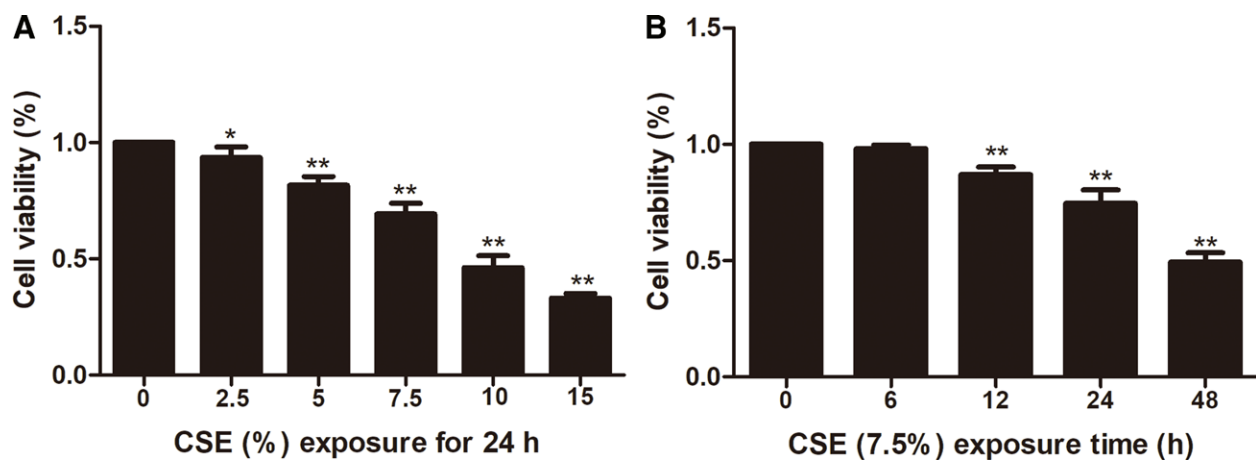 A
Cell viability (%)
1.5
1.0
0.5
0.0
*
**
**
**
**
0 2.5 5 7.5 10 15
CSE (%) exposure for 24 h
B
Cell viability (%)
1.5
1.0
0.5
0.0
**
**
**
0 6 12 24 48
CSE (7.5%) exposure time (h)